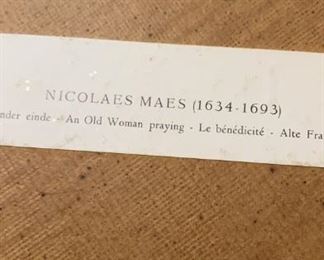 NICOLAES MAES (1634-1693)
nder einde - An Old Woman praying - Le bénédicité - Alte Fra